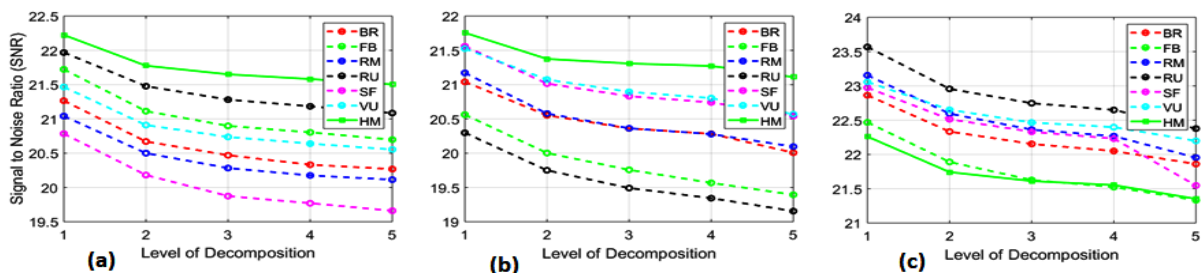 Signal to Noise Ratio (SNR)
22.5
22
21.5
21
20.5
20
19.5
1
2
3
4
5
BR
FB
RM
RU
SF
VU
HM
(a)
Level of Decomposition
22
21.5
21
20.5
20
19.5
19
1
2
3
4
5
BR
FB
RM
RU
SF
VU
HM
(b)
Level of Decomposition
24
23.5
23
22.5
22
21.5
21
1
2
3
4
5
BR
FB
RM
RU
SF
VU
HM
(c)
Level of Decomposition